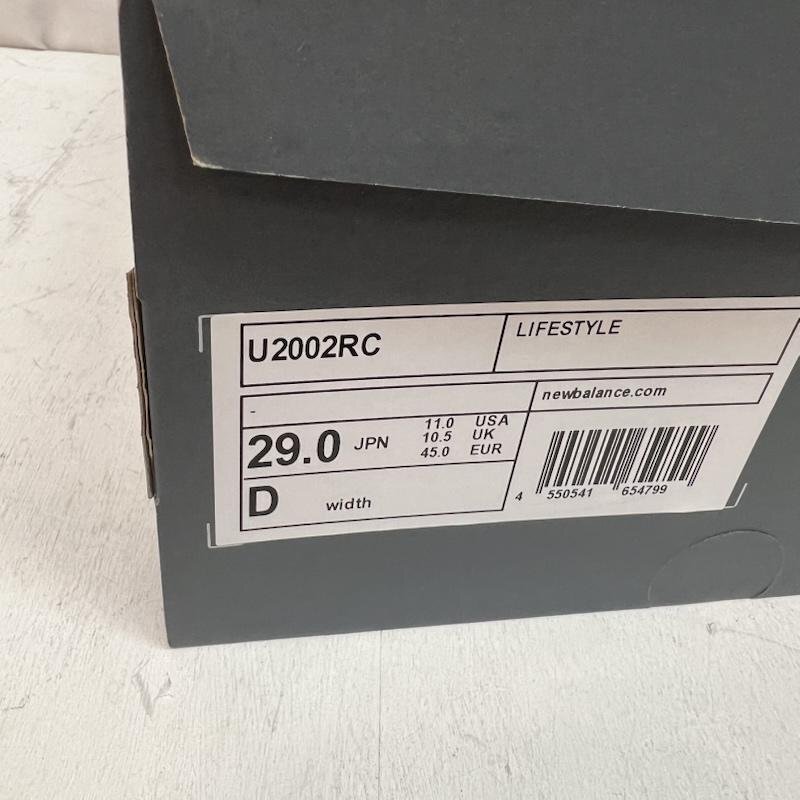 U2002RC
LIFESTYLE
-
newbalance.com
29.0 JPN
11.0 USA
10.5 UK
45.0 EUR
D width
4 550541 654799